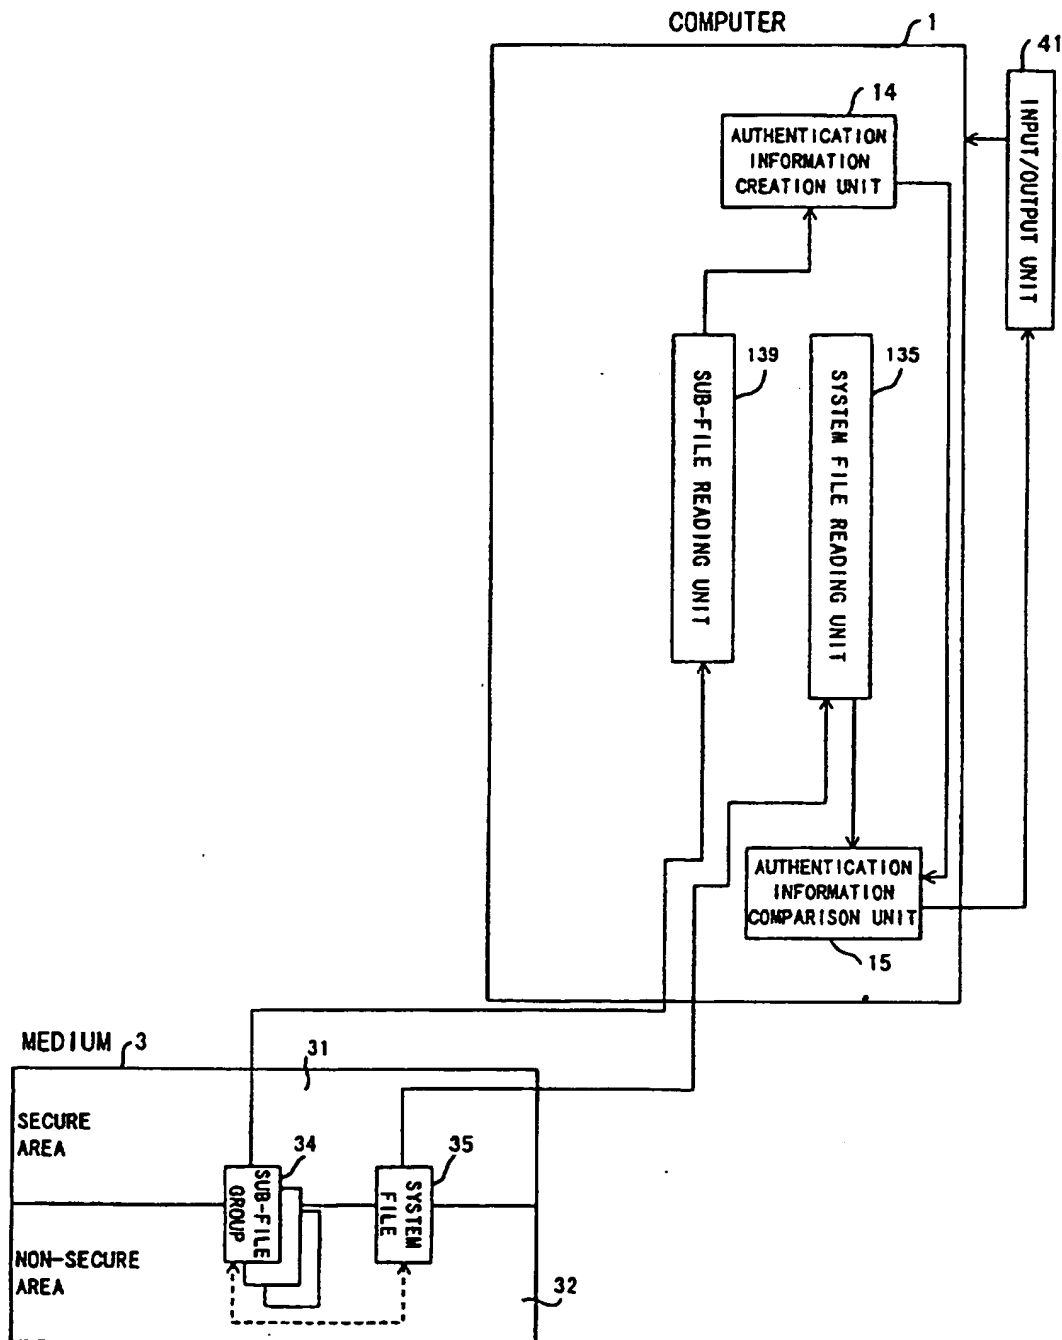 COMPUTER
1
41
INPUT/OUTPUT UNIT
14
AUTHENTICATION
INFORMATION
CREATION UNIT
139
SUB-FILE READING UNIT
135
SYSTEM FILE READING UNIT
AUTHENTICATION
INFORMATION
COMPARISON UNIT
15
MEDIUM
3
31
SECURE
AREA
34
SUB-FILE
GROUP
35
SYSTEM
FILE
NON-SECURE
AREA
32